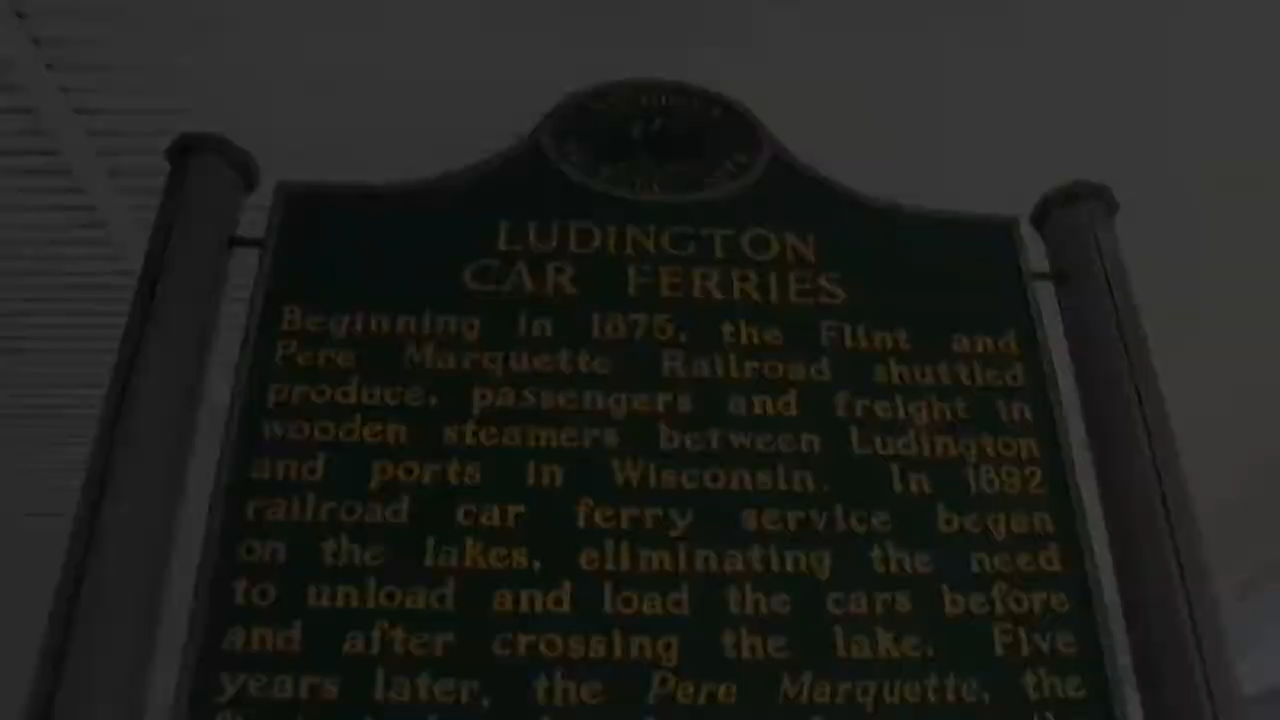 LUDINGTON
CAR FERRIES
Beginning in 1875, the Flint and
Pere Marquette Railroad shuttled
produce, passengers and freight in
wooden steamers between Ludington
and ports in Wisconsin. In 1892
railroad car ferry service began
on the lakes, eliminating the need
to unload and load the cars before
and after crossing the lake. Five
years later, the Pere Marquette, the